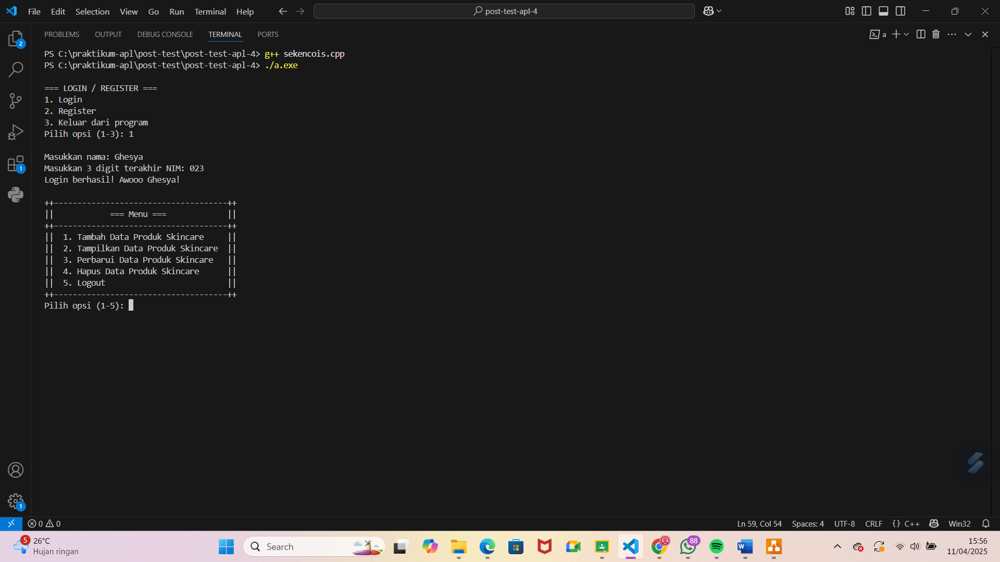 File Edit Selection View Go Run Terminal Help
post-test-apl-4
PROBLEMS OUTPUT DEBUG CONSOLE TERMINAL PORTS
a
2
PS C:\praktikum-apl\post-test\post-test-apl-4> g++ sekencois.cpp
PS C:\praktikum-apl\post-test\post-test-apl-4> ./a.exe
=== LOGIN / REGISTER ===
1. Login
2. Register
3. Keluar dari program
Pilih opsi (1-3): 1
Masukkan nama: Ghesya
1
Masukkan 3 digit terakhir NIM: 023
Login berhasil! Awooo Ghesya!
++-------------------------------------++
||            === Menu ===             ||
++-------------------------------------++
||  1. Tambah Data Produk Skincare     ||
||  2. Tampilkan Data Produk Skincare  ||
||  3. Perbarui Data Produk Skincare   ||
||  4. Hapus Data Produk Skincare      ||
||  5. Logout                          ||
++-------------------------------------++
Pilih opsi (1-5):
1
0 0
Ln 59, Col 54 Spaces: 4 UTF-8 CRLF {} C++ Win32
5 26°C
Hujan ringan
Search
88
W
15:56
11/04/2025